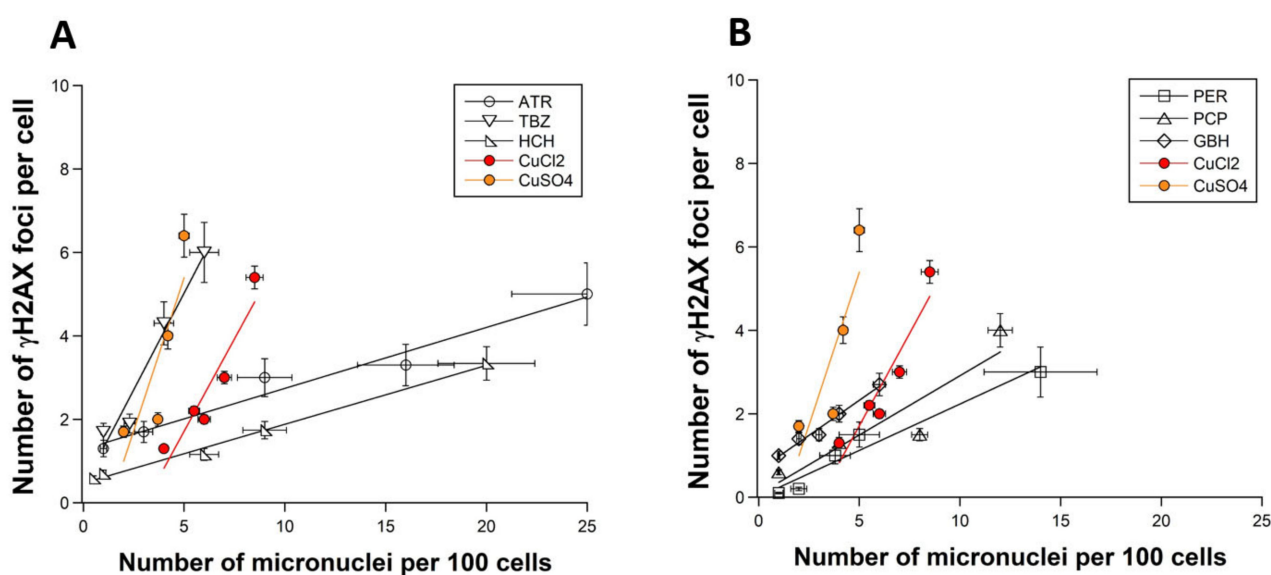 A
Number of γH2AX foci per cell
10
8
6
4
2
0
ATR
TBZ
HCH
CuCl2
CuSO4
0 5 10 15 20 25
Number of micronuclei per 100 cells
B
Number of γH2AX foci per cell
10
8
6
4
2
0
PER
PCP
GBH
CuCl2
CuSO4
0 5 10 15 20 25
Number of micronuclei per 100 cells